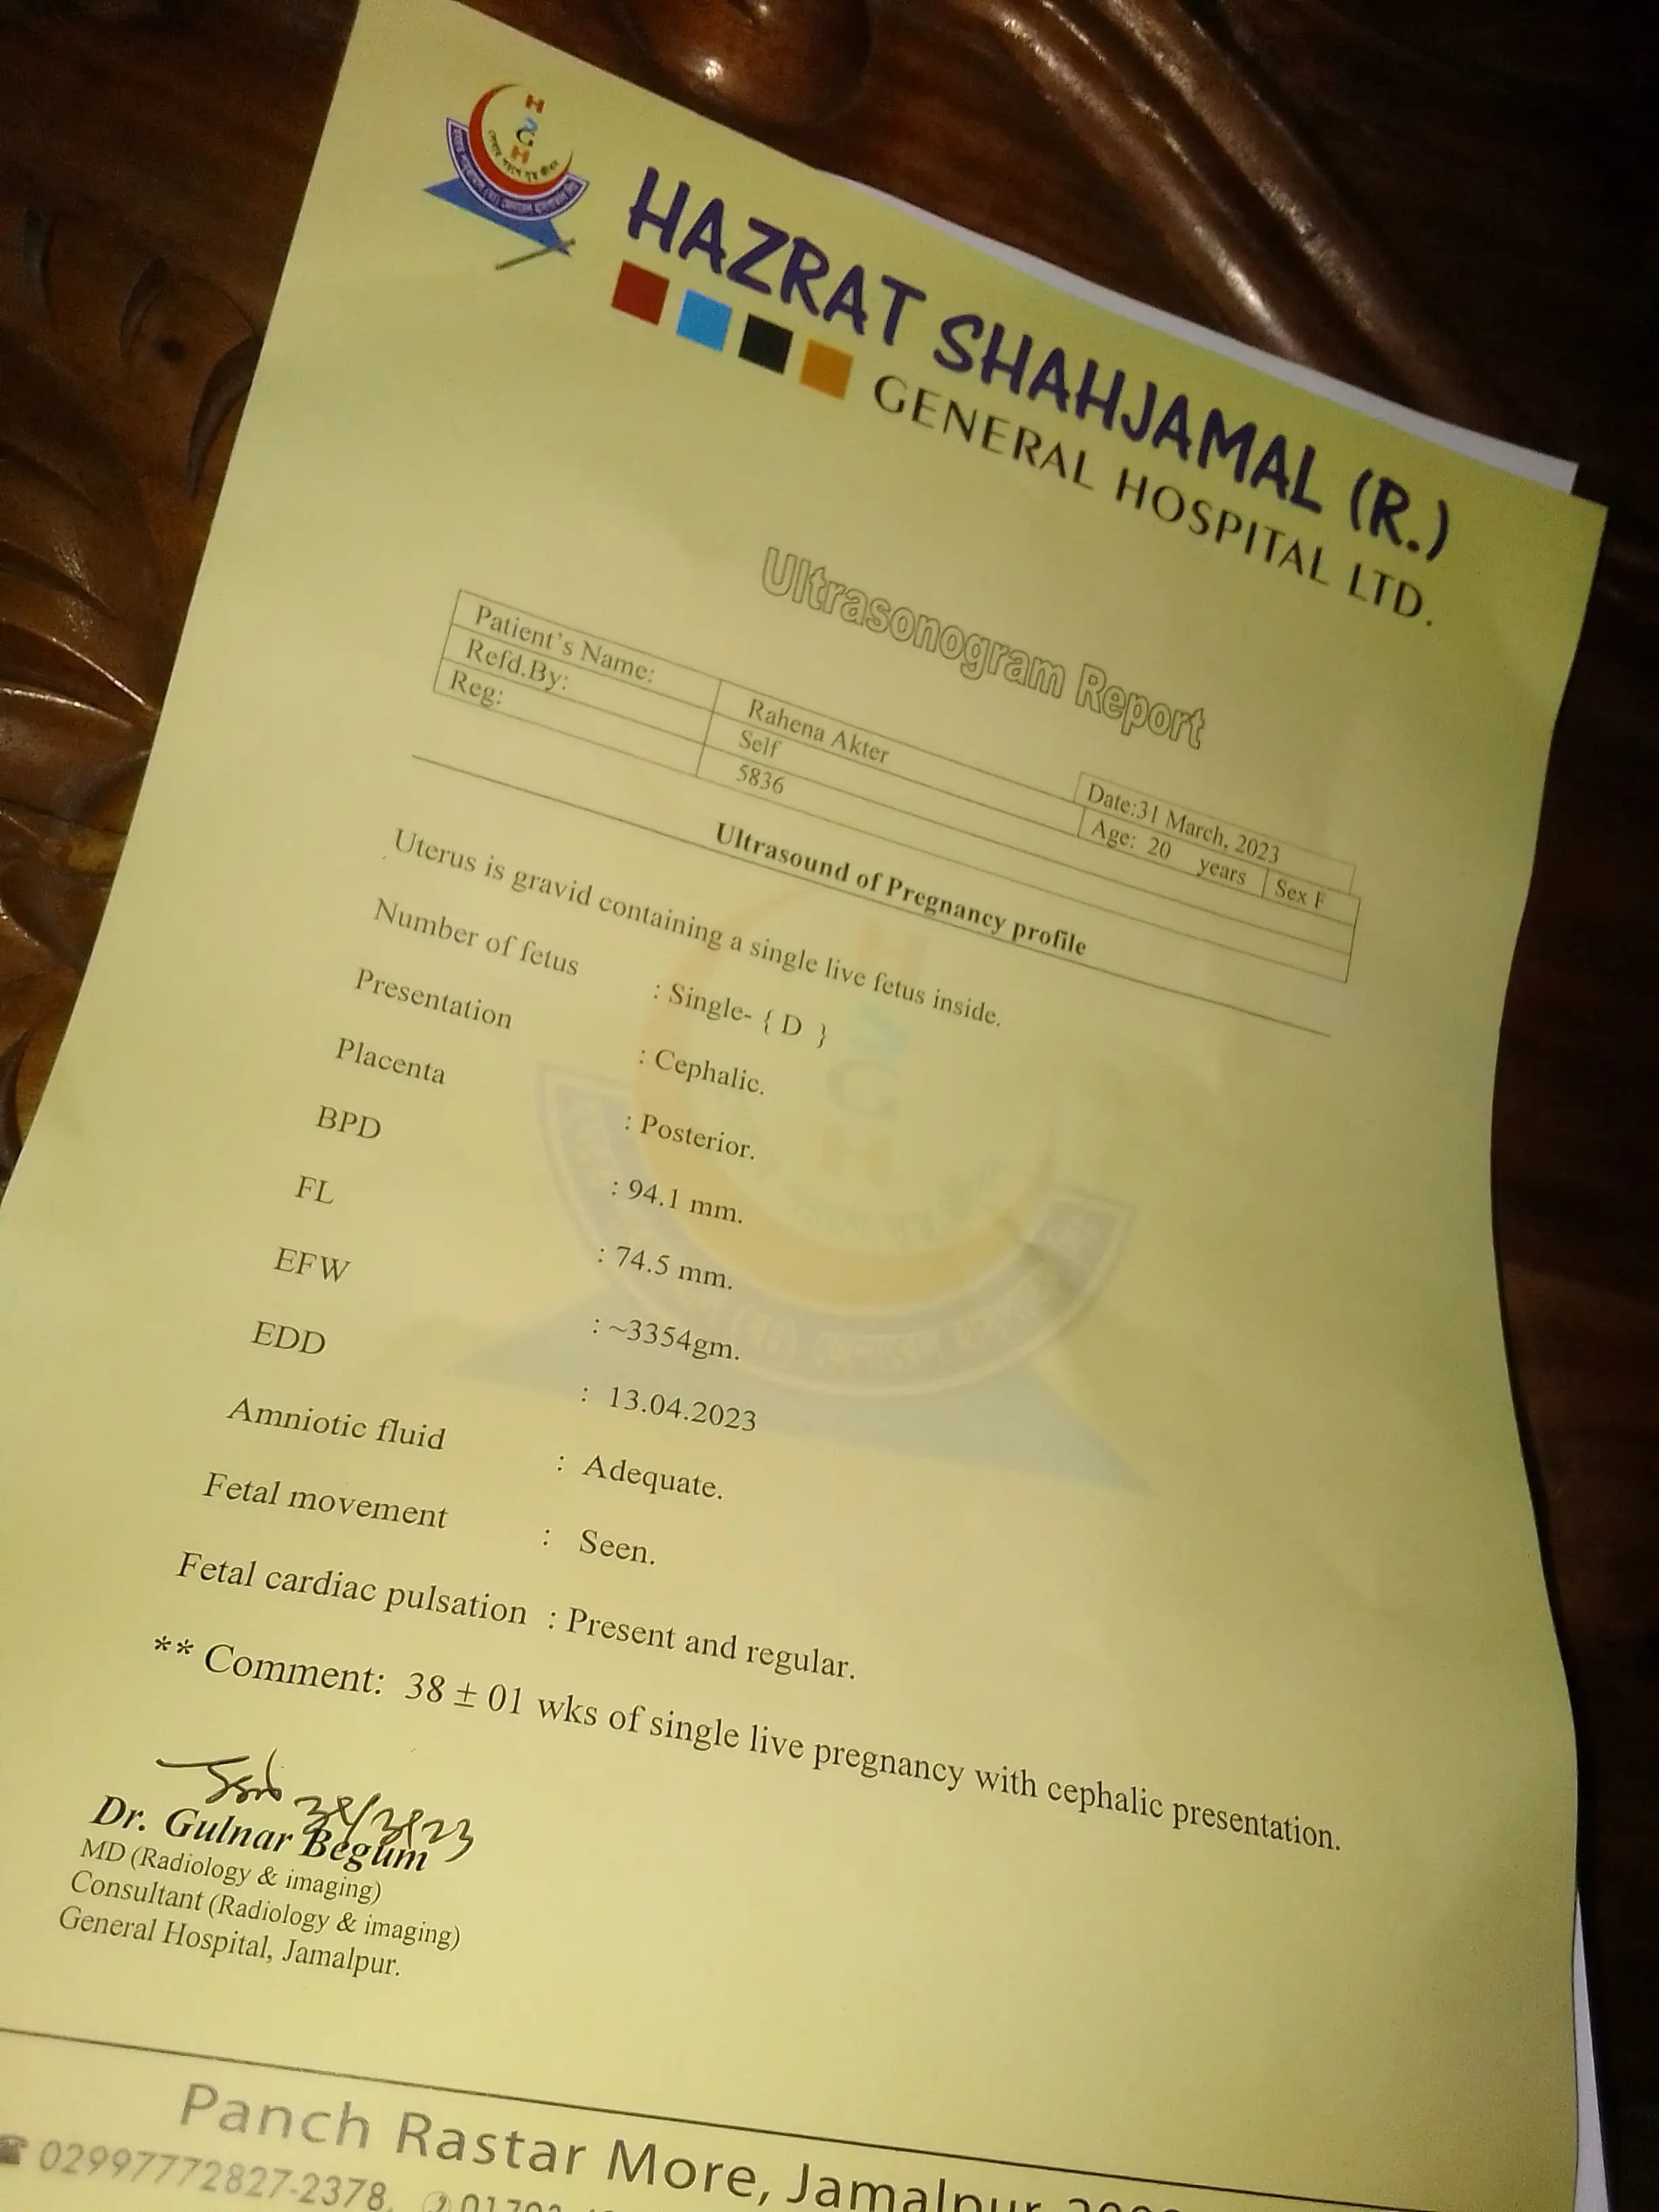 H
S
G
H
HAZRAT SHAHJAMAL (R.)
GENERAL HOSPITAL LTD.
Ultrasonogram Report
Patient's Name: Rahena Akter Date:31 March, 2023
Refd.By: Self Age: 20 years Sex F
Reg: 5836
Ultrasound of Pregnancy profile
Uterus is gravid containing a single live fetus inside.
Number of fetus : Single- { D }
Presentation : Cephalic.
Placenta : Posterior.
BPD : 94.1 mm.
FL : 74.5 mm.
EFW : ~3354gm.
EDD : 13.04.2023
Amniotic fluid : Adequate.
Fetal movement : Seen.
Fetal cardiac pulsation : Present and regular.
** Comment: 38 ± 01 wks of single live pregnancy with cephalic presentation.
Dr. Gulnar Begum
MD (Radiology & imaging)
Consultant (Radiology & imaging)
General Hospital, Jamalpur.
Panch Rastar More, Jamalpur
02997772827-2378,